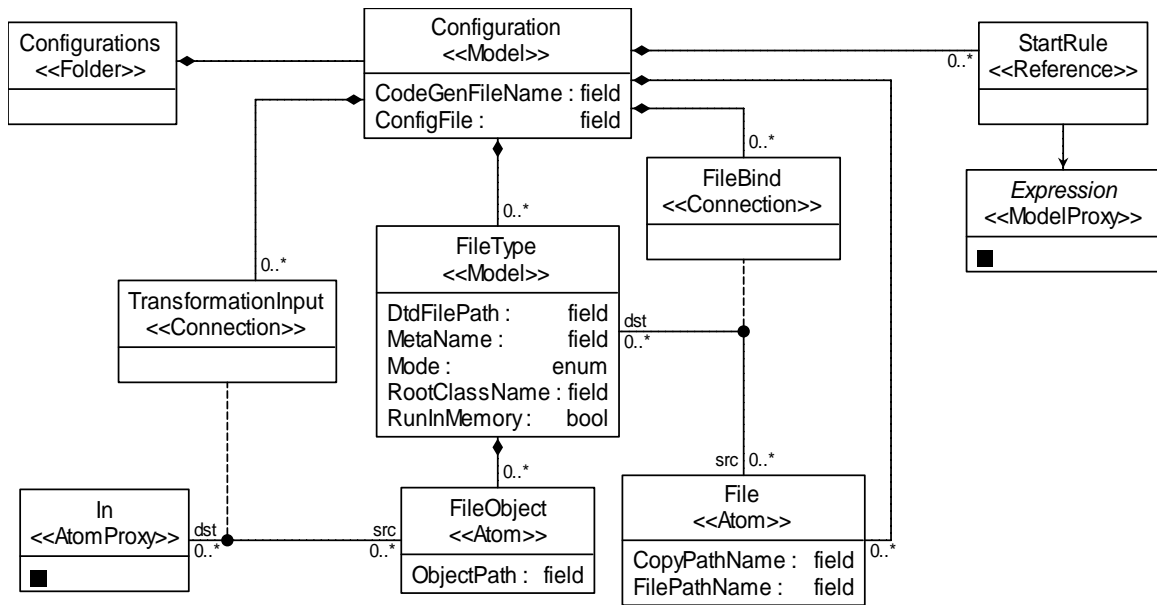 Configurations
<<Folder>>
Configuration
<<Model>>
CodeGenFileName : field
ConfigFile : field
StartRule
<<Reference>>
0..*
0..*
FileBind
<<Connection>>
Expression
<<ModelProxy>>
0..*
FileType
<<Model>>
DtdFilePath : field
MetaName : field
Mode : enum
RootClassName : field
RunInMemory : bool
0..*
TransformationInput
<<Connection>>
dst
0..*
0..*
src 0..*
In
<<AtomProxy>>
dst
0..*
src
0..*
FileObject
<<Atom>>
ObjectPath : field
File
<<Atom>>
CopyPathName : field
FilePathName : field
0..*